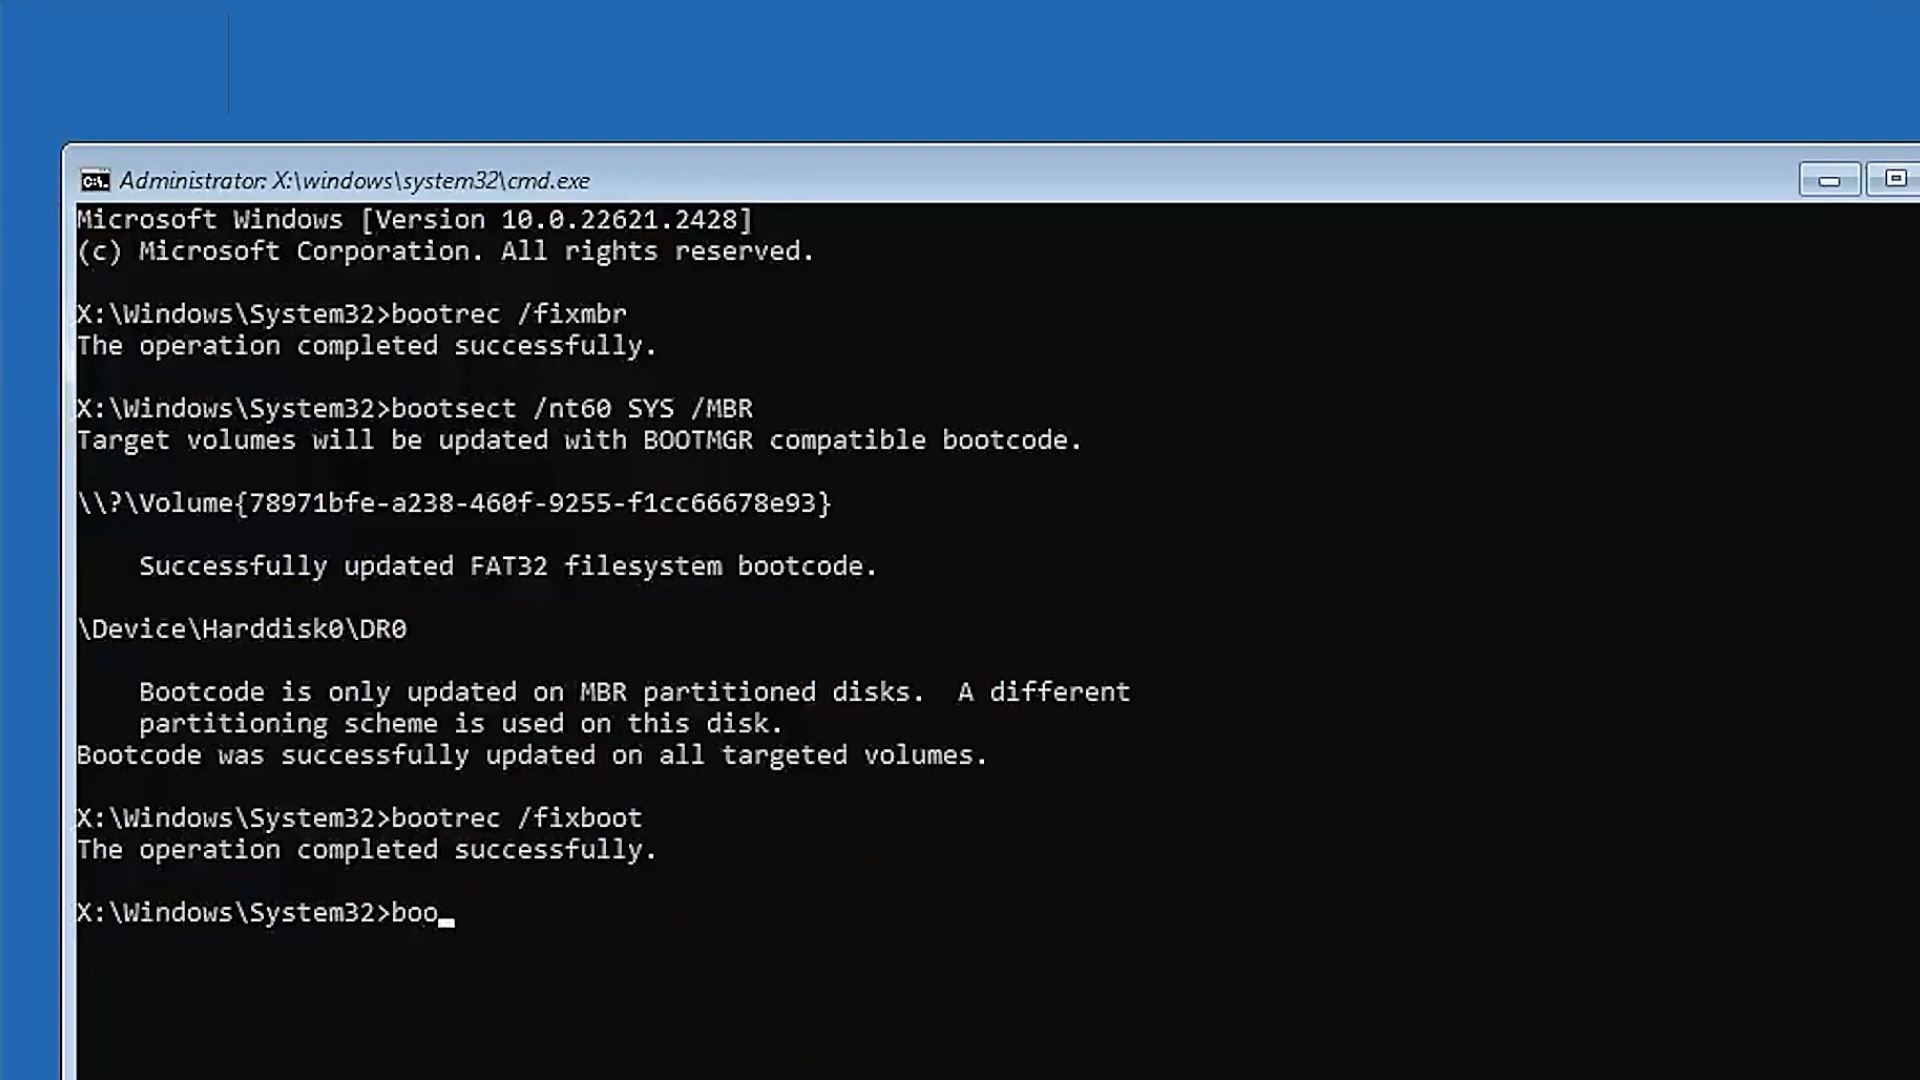 Administrator: X:\windows\system32\cmd.exe
Microsoft Windows [Version 10.0.22621.2428]
(c) Microsoft Corporation. All rights reserved.
X:\Windows\System32>bootrec /fixmbr
The operation completed successfully.
X:\Windows\System32>bootsect /nt60 SYS /MBR
Target volumes will be updated with BOOTMGR compatible bootcode.
\\?\Volume{78971bfe-a238-460f-9255-f1cc66678e93}
Successfully updated FAT32 filesystem bootcode.
\Device\Harddisk0\DR0
Bootcode is only updated on MBR partitioned disks.  A different
partitioning scheme is used on this disk.
Bootcode was successfully updated on all targeted volumes.
X:\Windows\System32>bootrec /fixboot
The operation completed successfully.
X:\Windows\System32>boo